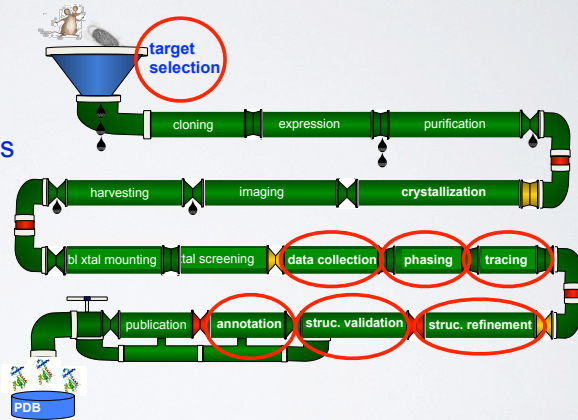 target
selection
cloning expression purification
s
harvesting imaging crystallization
bl xtal mounting tal screening data collection phasing tracing
publication annotation struc. validation struc. refinement
PDB